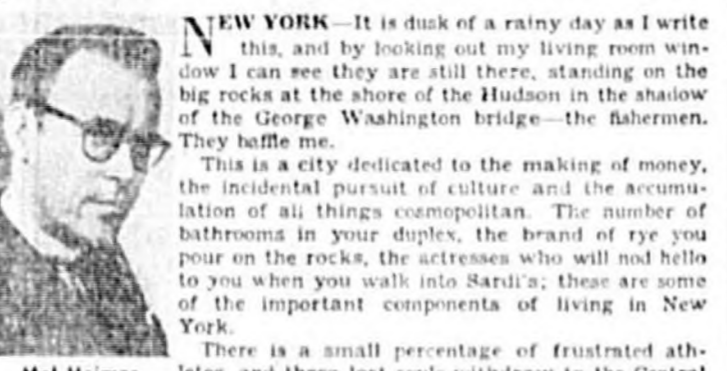 NEW YORK—It is dusk of a rainy day as I write
this, and by looking out my living room win-
dow I can see they are still there, standing on the
big rocks at the shore of the Hudson in the shadow
of the George Washington bridge—the fishermen.
They baffle me.
This is a city dedicated to the making of money,
the incidental pursuit of culture and the accumu-
lation of all things cosmopolitan. The number of
bathrooms in your duplex, the brand of rye you
pour on the rocks, the actresses who will nod hello
to you when you walk into Sardi's; these are some
of the important components of living in New
York.
There is a small percentage of frustrated ath-